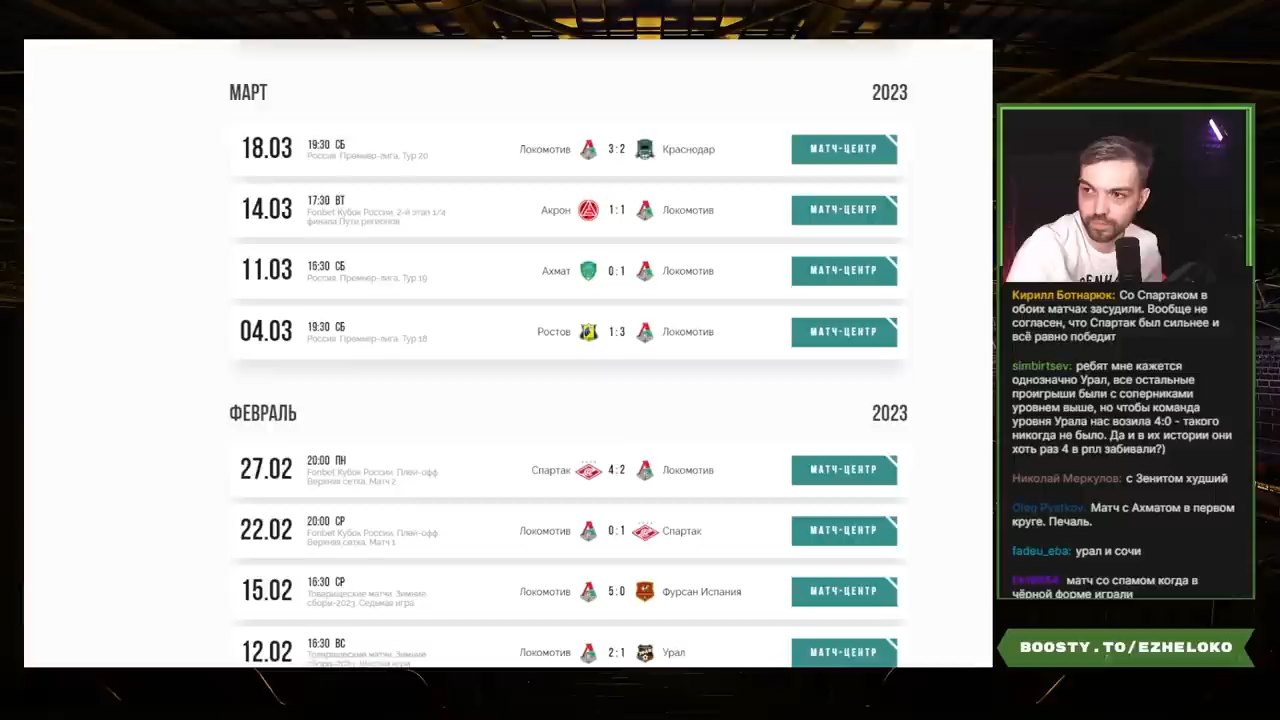 МАРТ
2023
18.03
19:30 СБ
Россия. Премьер-лига, Тур 20
Локомотив 3:2 Краснодар
МАТЧ-ЦЕНТР
14.03
17:30 ВТ
Fonbet Кубок России, 2-й этап 1/4
финала Пути регионов
Акрон 1:1 Локомотив
МАТЧ-ЦЕНТР
11.03
16:30 СБ
Россия. Премьер-лига, Тур 19
Ахмат 0:1 Локомотив
МАТЧ-ЦЕНТР
04.03
19:30 СБ
Россия. Премьер-лига, Тур 18
Ростов 1:3 Локомотив
МАТЧ-ЦЕНТР
ФЕВРАЛЬ
2023
27.02
20:00 ПН
Fonbet Кубок России, Плей-офф.
Верхняя сетка. Матч 2
Спартак 4:2 Локомотив
МАТЧ-ЦЕНТР
22.02
20:00 СР
Fonbet Кубок России, Плей-офф.
Верхняя сетка. Матч 1
Локомотив 0:1 Спартак
МАТЧ-ЦЕНТР
15.02
16:30 СР
Товарищеские матчи, Зимние
сборы-2023. Седьмая игра
Локомотив 5:0 Фурсан Испания
МАТЧ-ЦЕНТР
12.02
16:30 ВС
Товарищеские матчи, Зимние
Локомотив 2:1 Урал
МАТЧ-ЦЕНТР
Кирилл Ботнарюк: Со Спартаком в
обоих матчах засудили. Вообще не
согласен, что Спартак был сильнее и
всё равно победит
simbirtsev: ребят мне кажется
однозначно Урал, все остальные
проигрыши были с соперниками
уровнем выше, но чтобы команда
уровня Урала нас возила 4:0 - такого
никогда не было. Да и в их истории они
хоть раз 4 в рпл забивали?)
Николай Меркулов: с Зенитом худший
Oleg Матч с Ахматом в первом
круге. Печаль.
fadeu_eba: урал и сочи
матч со спамом когда в
чёрной форме играли
BOOSTY.TO/EZHELOKO